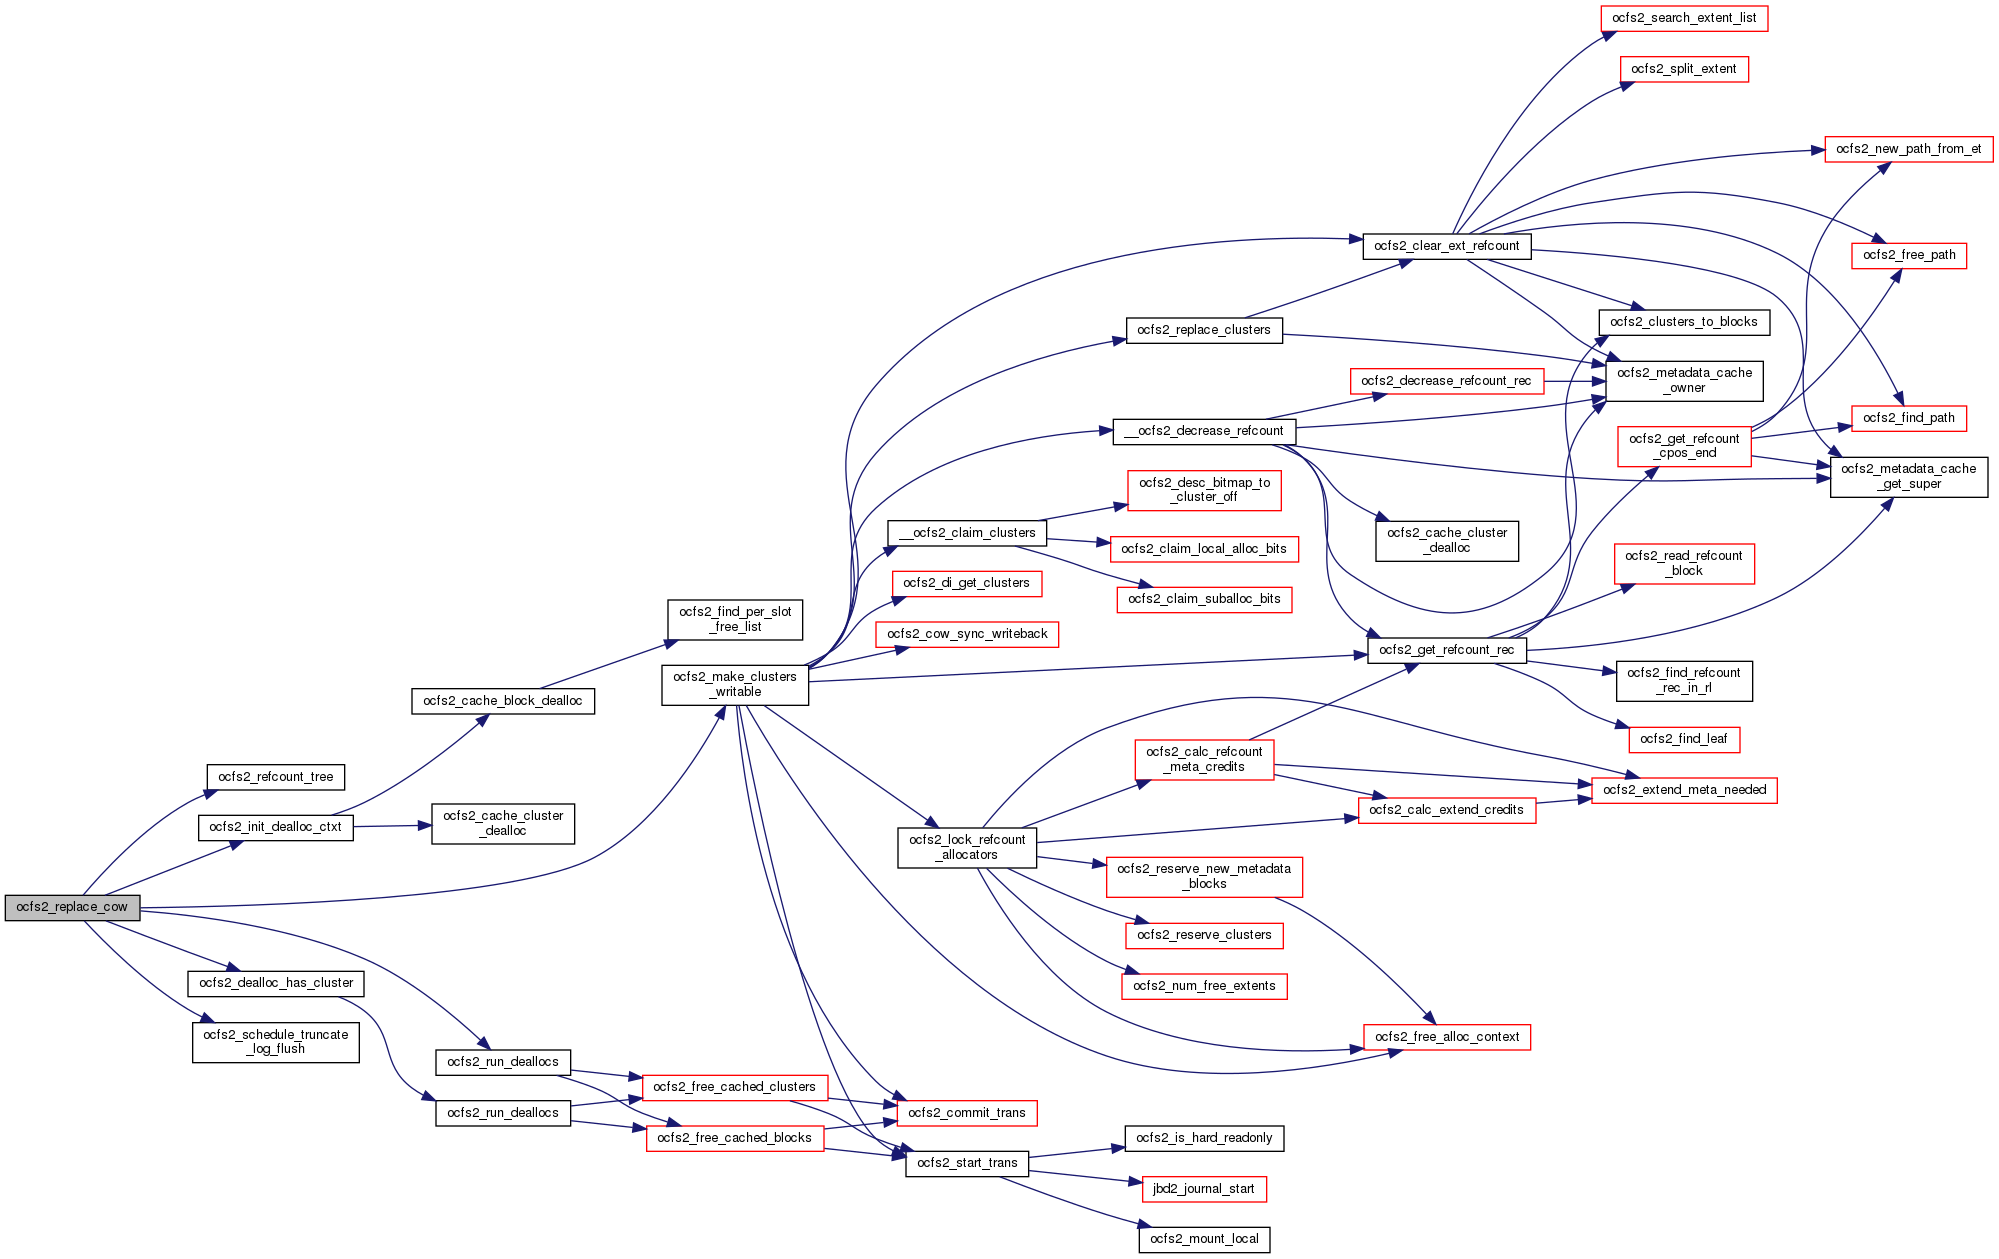 ocfs2_search_extent_list
ocfs2_split_extent
ocfs2_new_path_from_et
ocfs2_clear_ext_refcount
ocfs2_free_path
ocfs2_clusters_to_blocks
ocfs2_replace_clusters
ocfs2_metadata_cache
_owner
ocfs2_decrease_refcount_rec
ocfs2_find_path
__ocfs2_decrease_refcount
ocfs2_get_refcount
_cpos_end
ocfs2_metadata_cache
_get_super
ocfs2_desc_bitmap_to
_cluster_off
__ocfs2_claim_clusters
ocfs2_cache_cluster
_dealloc
ocfs2_claim_local_alloc_bits
ocfs2_read_refcount
_block
ocfs2_di_get_clusters
ocfs2_claim_suballoc_bits
ocfs2_find_per_slot
_free_list
ocfs2_cow_sync_writeback
ocfs2_get_refcount_rec
ocfs2_make_clusters
_writable
ocfs2_find_refcount
_rec_in_rl
ocfs2_cache_block_dealloc
ocfs2_find_leaf
ocfs2_calc_refcount
_meta_credits
ocfs2_refcount_tree
ocfs2_extend_meta_needed
ocfs2_calc_extend_credits
ocfs2_cache_cluster
_dealloc
ocfs2_init_dealloc_ctxt
ocfs2_lock_refcount
_allocators
ocfs2_reserve_new_metadata
_blocks
ocfs2_replace_cow
ocfs2_reserve_clusters
ocfs2_dealloc_has_cluster
ocfs2_num_free_extents
ocfs2_schedule_truncate
_log_flush
ocfs2_free_alloc_context
ocfs2_run_deallocs
ocfs2_free_cached_clusters
ocfs2_run_deallocs
ocfs2_commit_trans
ocfs2_free_cached_blocks
ocfs2_is_hard_readonly
ocfs2_start_trans
jbd2_journal_start
ocfs2_mount_local